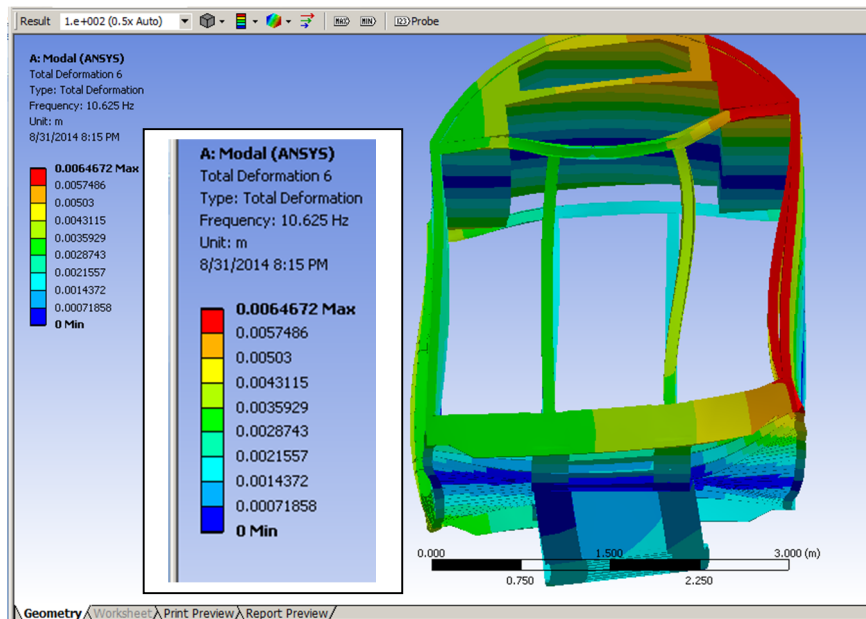 Result 1.e+002 (0.5x Auto) MAX MIN 123 Probe
A: Modal (ANSYS)
Total Deformation 6
Type: Total Deformation
Frequency: 10.625 Hz
Unit: m
8/31/2014 8:15 PM
0.0064672 Max
0.0057486
0.00503
0.0043115
0.0035929
0.0028743
0.0021557
0.0014372
0.00071858
0 Min
A: Modal (ANSYS)
Total Deformation 6
Type: Total Deformation
Frequency: 10.625 Hz
Unit: m
8/31/2014 8:15 PM
0.0064672 Max
0.0057486
0.00503
0.0043115
0.0035929
0.0028743
0.0021557
0.0014372
0.00071858
0 Min
0.000 1.500 3.000 (m)
0.750 2.250
Geometry Worksheet Print Preview Report Preview